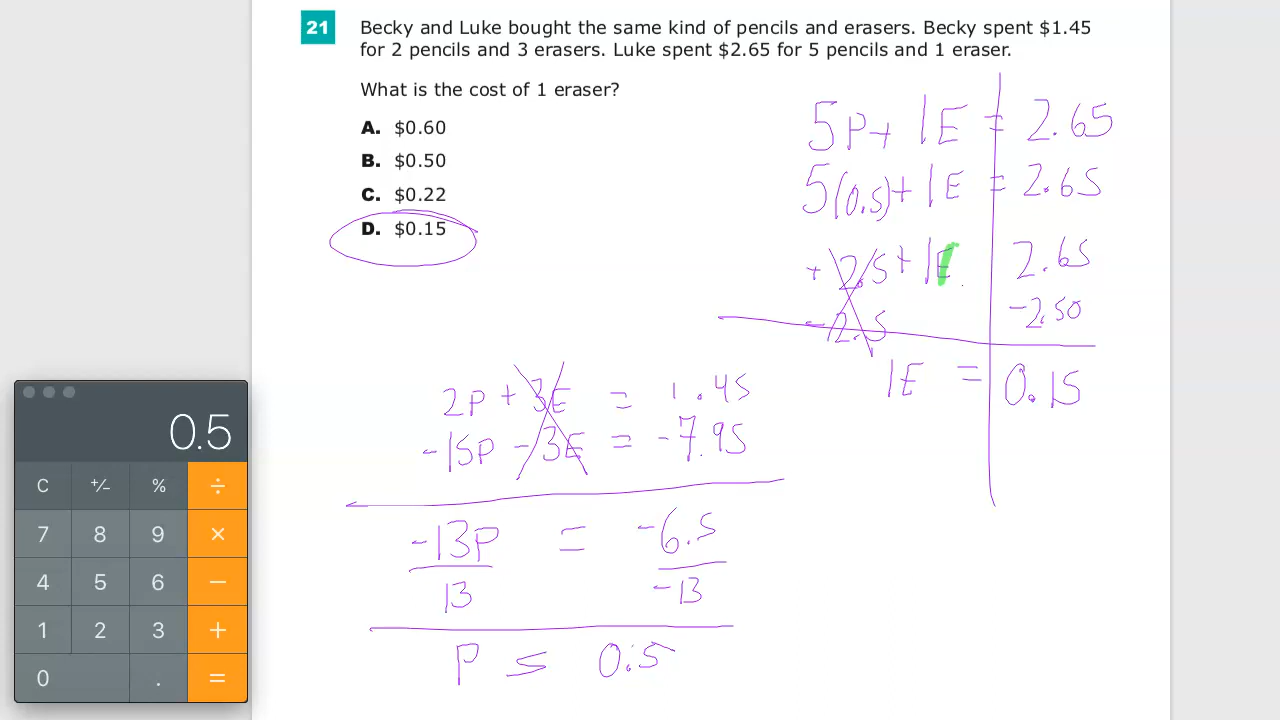 21 Becky and Luke bought the same kind of pencils and erasers. Becky spent $1.45
for 2 pencils and 3 erasers. Luke spent $2.65 for 5 pencils and 1 eraser.
What is the cost of 1 eraser?
A. $0.60
B. $0.50
C. $0.22
D. $0.15
5P+ 1E = 2.65
5(0.5)+ 1E = 2.65
+ 2.5 + 1E 2.65
- 2.5 -2.50
1E = 0.15
2P + 3E = 1.45
-15P - 3E = -7.95
-13P = -6.5
13 -13
P = 0.5
0.5
C +/- % ÷
7 8 9 ×
4 5 6 −
1 2 3 +
0 . =